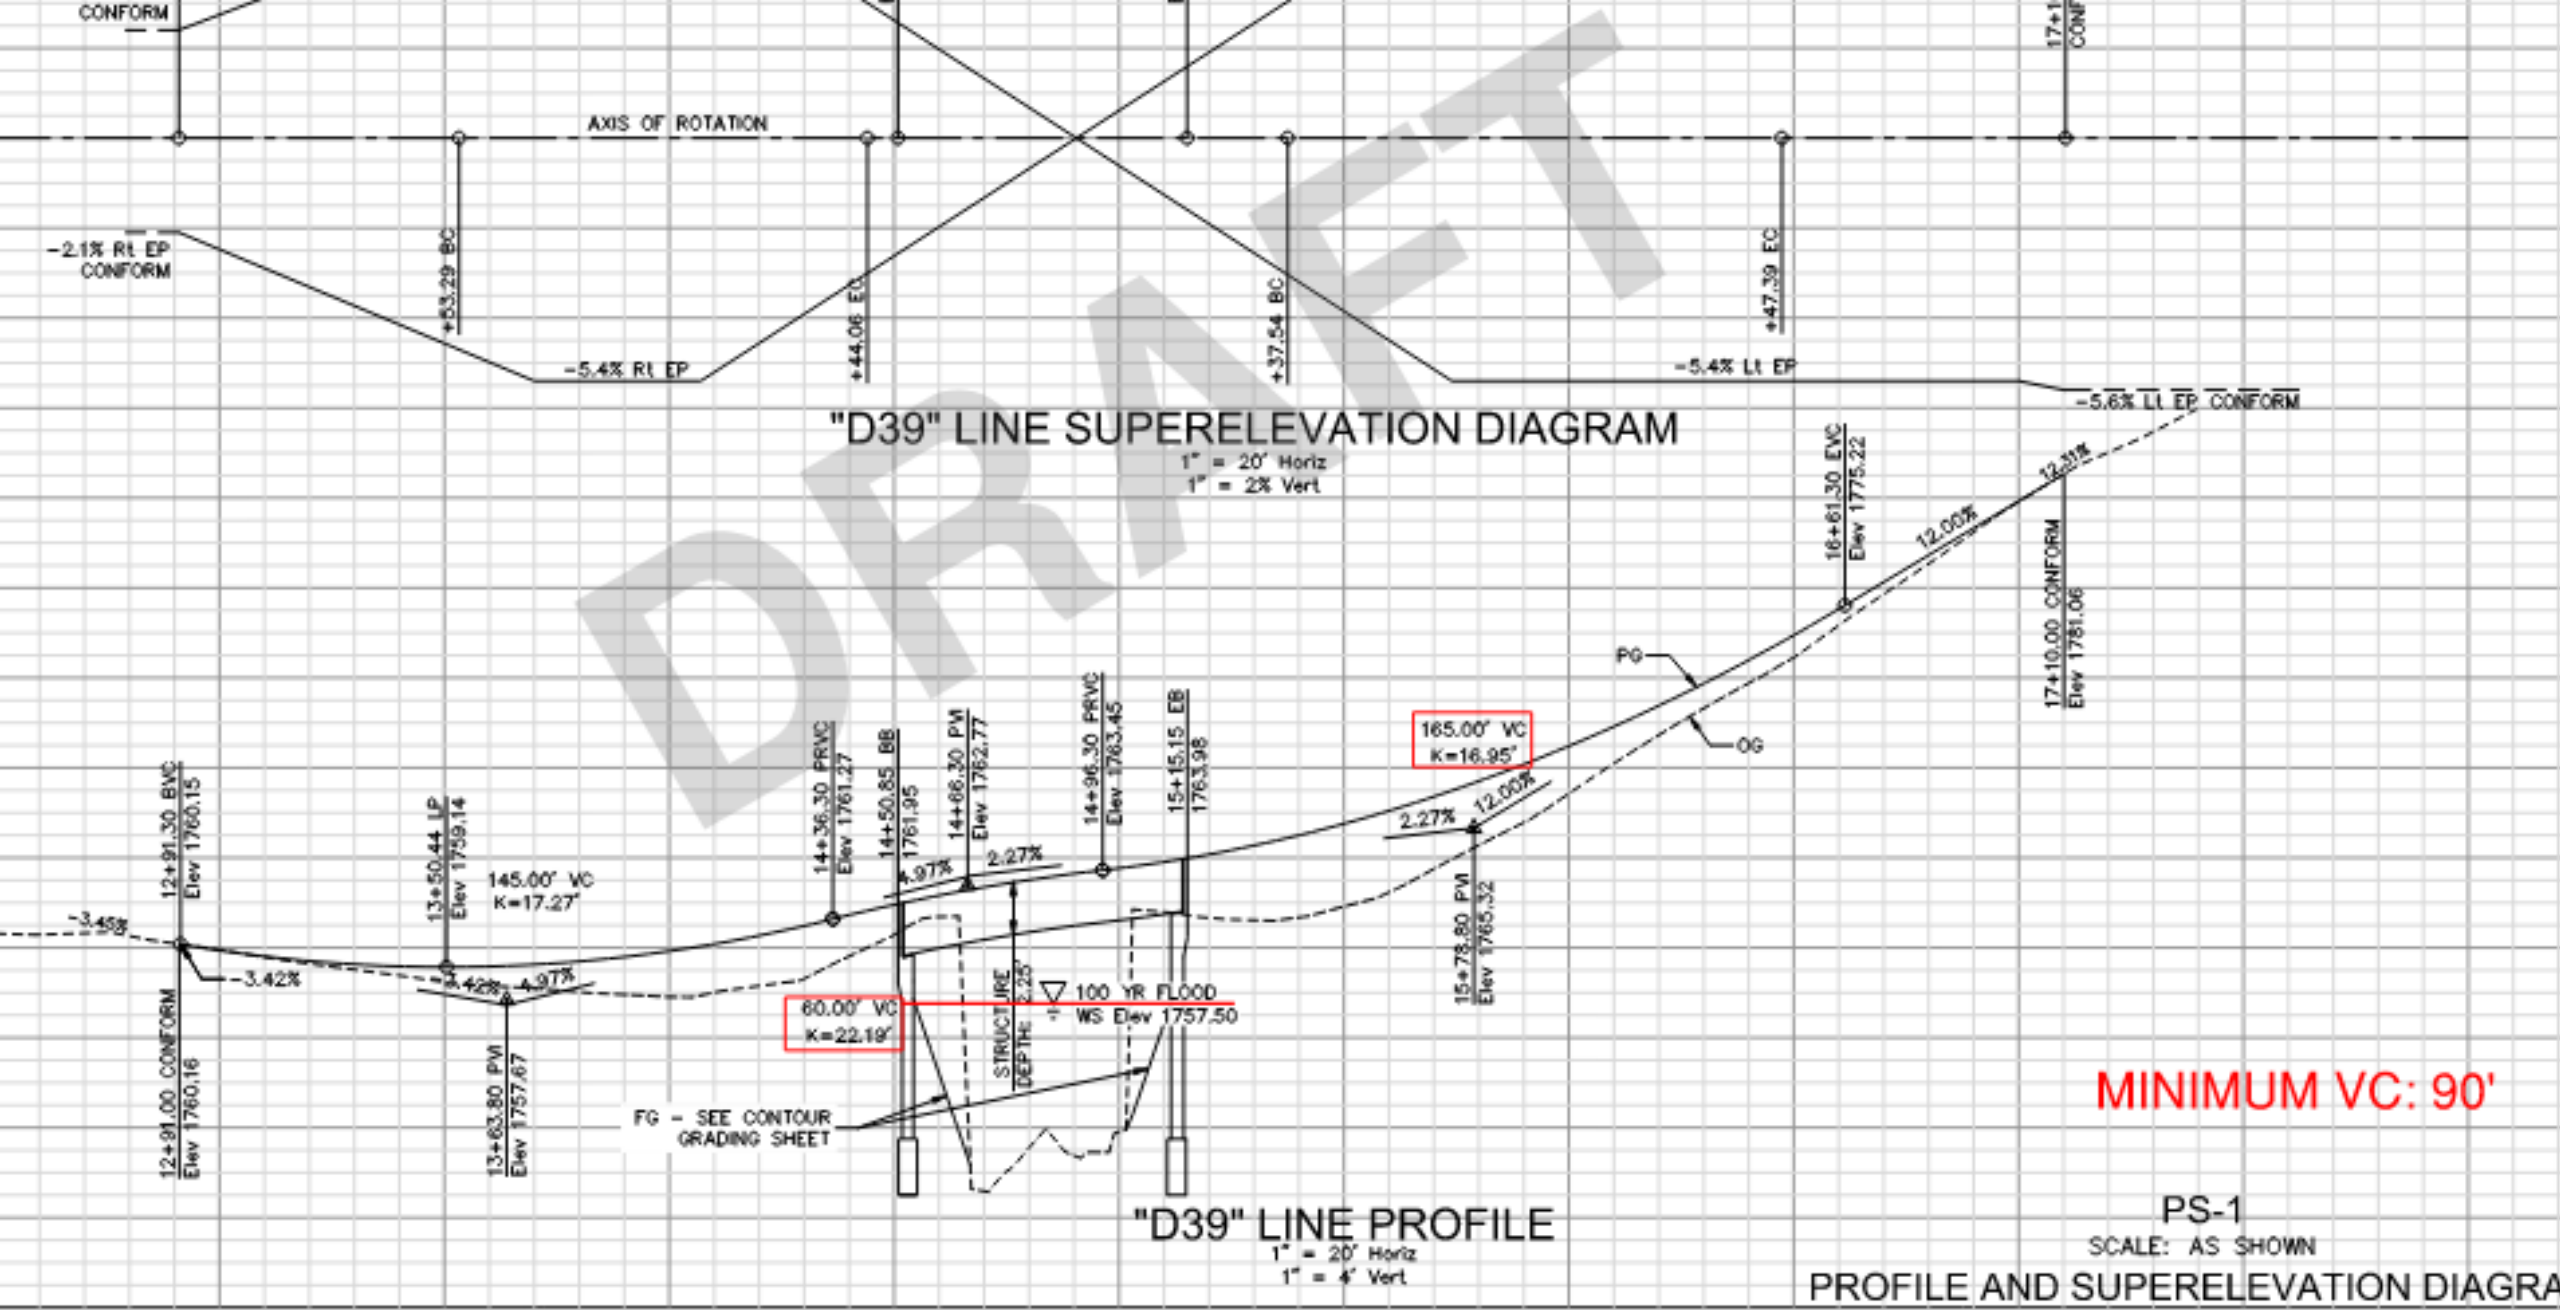 CONFORM
17+1
CONF
AXIS OF ROTATION
-2.1% Rt EP
CONFORM
+53.29 BC
+44.06 EC
+37.54 BC
+47.39 EC
-5.4% Rt EP
-5.4% Lt EP
-5.6% Lt EP CONFORM
"D39" LINE SUPERELEVATION DIAGRAM
1" = 20' Horiz
1" = 2% Vert
DRAFT
12.31%
12.00%
16+61.30 EVC
Elev 1775.22
17+10.00 CONFORM
Elev 1781.06
PG
OG
165.00' VC
K=16.95'
2.27%
12.00%
15+78.80 PVI
Elev 1765.32
15+15.15 EB
1763.98
14+96.30 PRVC
Elev 1763.45
14+66.30 PVI
Elev 1762.77
14+50.85 BB
1761.95
14+36.30 PRVC
Elev 1761.27
4.97%
2.27%
12+91.30 BVC
Elev 1760.15
13+50.44 LP
Elev 1759.14
145.00' VC
K=17.27'
-3.45%
-3.42%
3.42%
4.97%
12+91.00 CONFORM
Elev 1760.16
13+63.80 PVI
Elev 1757.67
60.00' VC
K=22.19'
STRUCTURE
DEPTH: 2.25'
100 YR FLOOD
WS Elev 1757.50
FG - SEE CONTOUR
GRADING SHEET
MINIMUM VC: 90'
"D39" LINE PROFILE
1" = 20' Horiz
1" = 4' Vert
PS-1
SCALE: AS SHOWN
PROFILE AND SUPERELEVATION DIAGRA